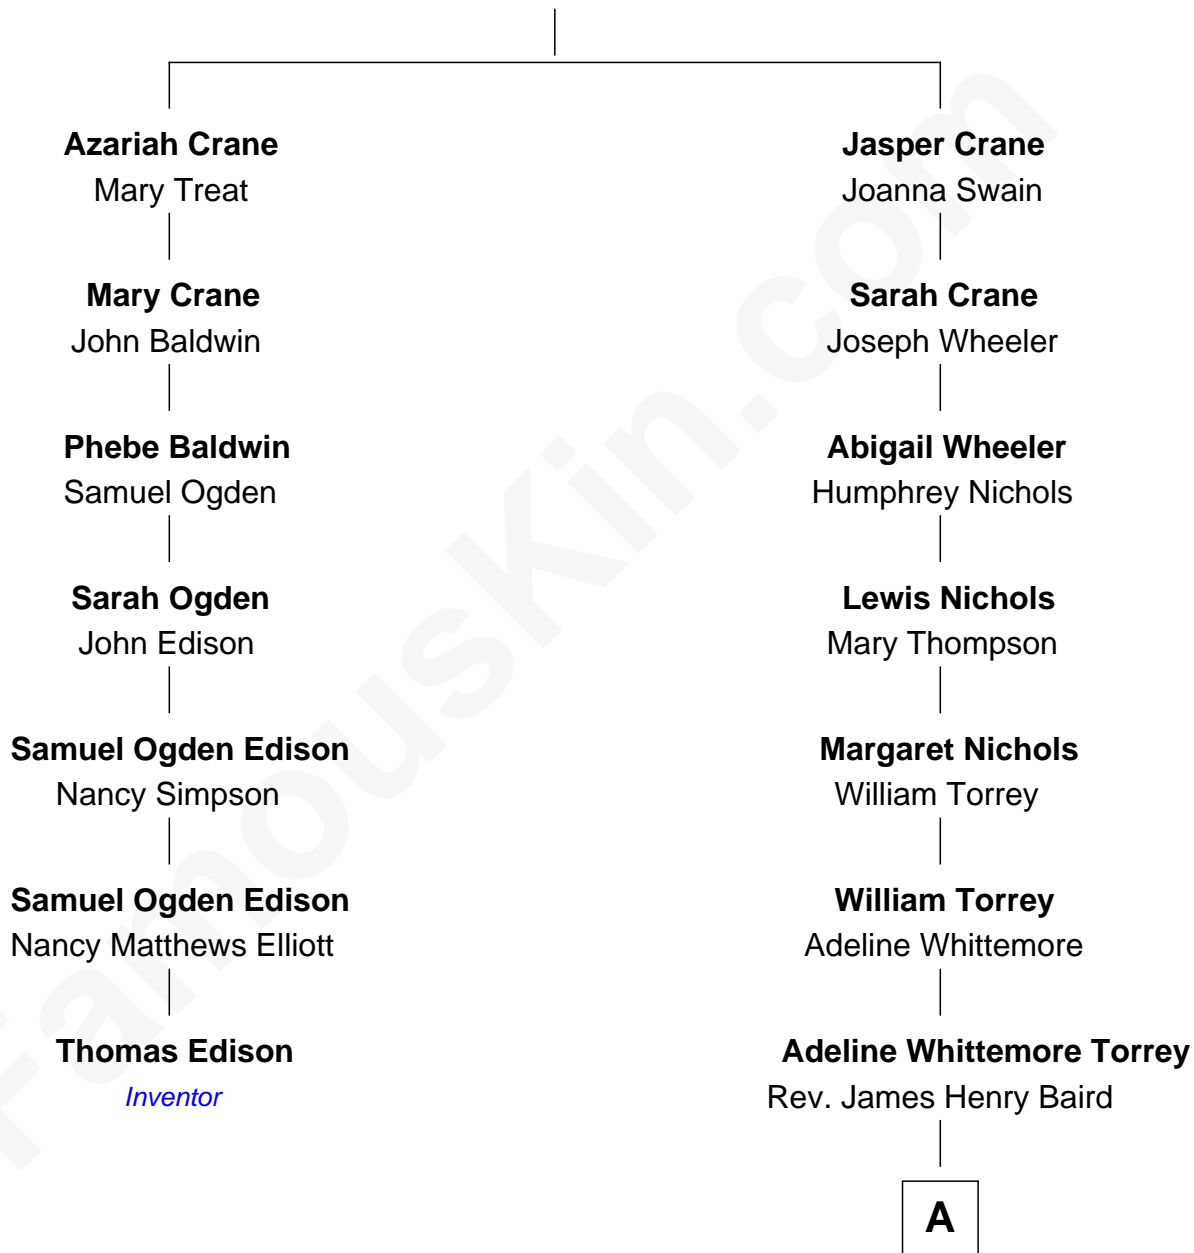 Azariah Crane
Mary Treat
Jasper Crane
Joanna Swain
Mary Crane
John Baldwin
Sarah Crane
Joseph Wheeler
Phebe Baldwin
Samuel Ogden
Abigail Wheeler
Humphrey Nichols
Sarah Ogden
John Edison
Lewis Nichols
Mary Thompson
Samuel Ogden Edison
Nancy Simpson
Margaret Nichols
William Torrey
Samuel Ogden Edison
Nancy Matthews Elliott
William Torrey
Adeline Whittemore
Thomas Edison
Inventor
Adeline Whittemore Torrey
Rev. James Henry Baird
A
FamousKin.com